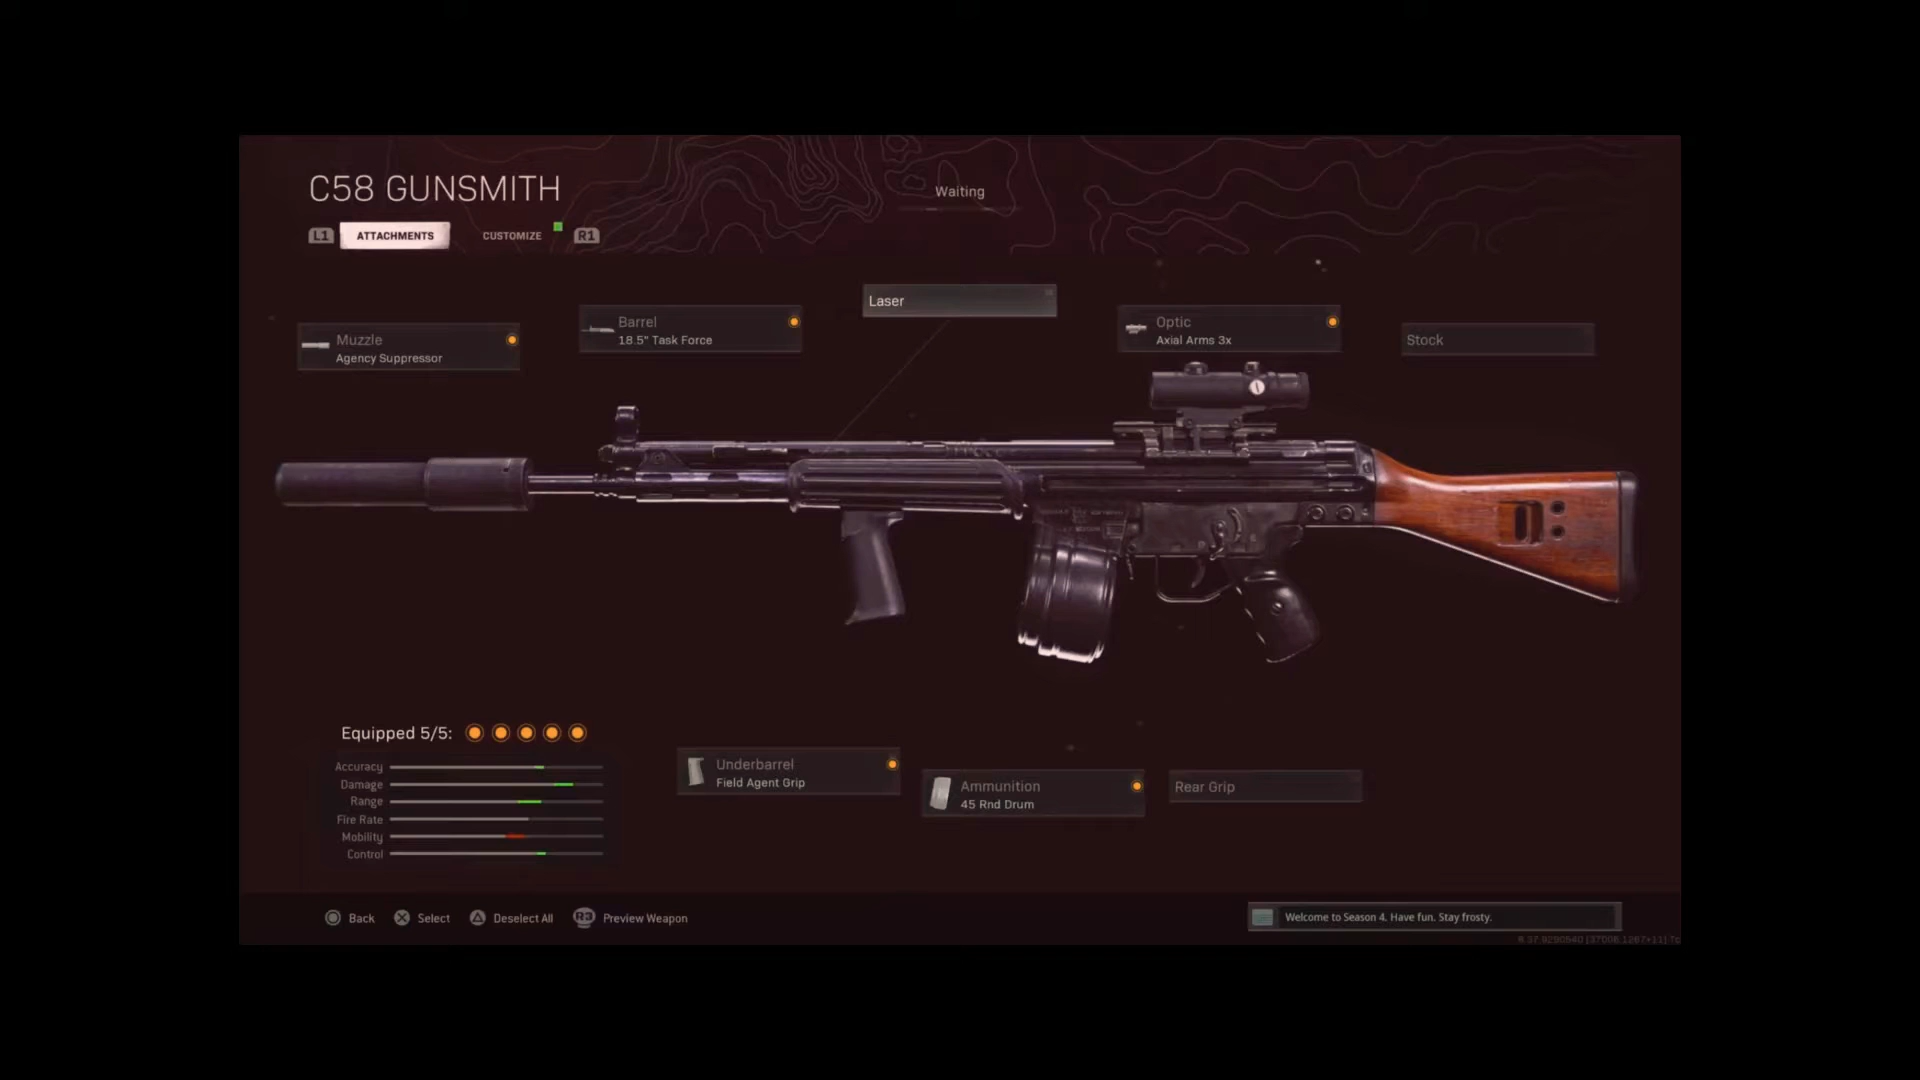 C58 GUNSMITH
Waiting
L1 ATTACHMENTS CUSTOMIZE R1
Laser
Muzzle
Agency Suppressor
Barrel
18.5" Task Force
Optic
Axial Arms 3x
Stock
Equipped 5/5:
Accuracy
Damage
Range
Fire Rate
Mobility
Control
Underbarrel
Field Agent Grip
Ammunition
45 Rnd Drum
Rear Grip
Back Select Deselect All R3 Preview Weapon
Welcome to Season 4. Have fun. Stay frosty.